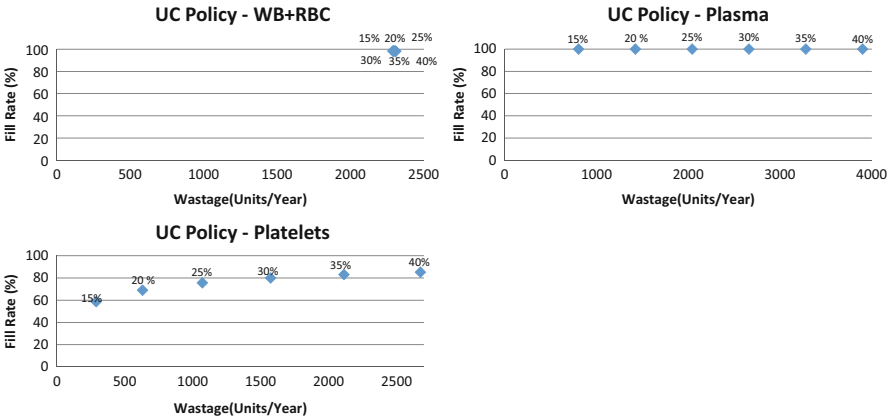 UC Policy - WB+RBC
15% 20% 25%
30% 35% 40%
Fill Rate (%)
100
80
60
40
20
0
0 500 1000 1500 2000 2500
Wastage(Units/Year)
UC Policy - Plasma
15% 20 % 25% 30% 35% 40%
Fill Rate (%)
100
80
60
40
20
0
0 1000 2000 3000 4000
Wastage(Units/Year)
UC Policy - Platelets
15% 20 % 25% 30% 35% 40%
Fill Rate (%)
100
80
60
40
20
0
0 500 1000 1500 2000 2500
Wastage(Units/Year)